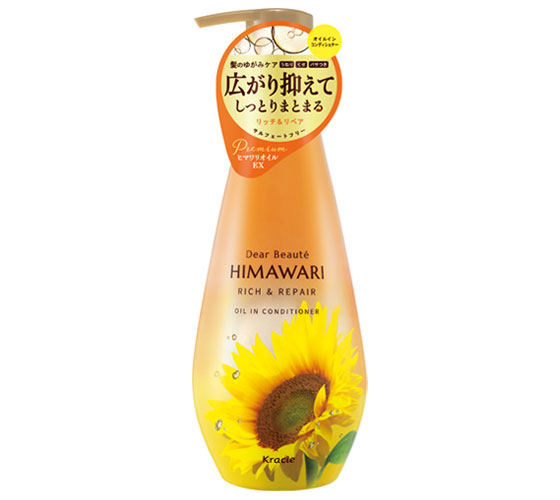 オイルイン
コンディショナー
髪のゆがみケア うねり くせ パサつき
広がり抑えて
しっとりまとまる
リッチ&リペア
サルフェートフリー
Premium
ヒマワリオイル
EX
Dear Beauté
HIMAWARI
RICH & REPAIR
OIL IN CONDITIONER
Kracie